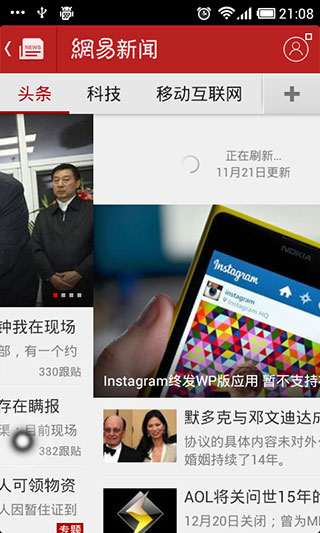 21:08
NEWS
網易新闻
头条
科技
移动互联网
+
正在刷新...
11月21日更新
NOKIA
Instagram
instagram
Instagram HQ
Instagram终发WP版应用 暂不支持
钟我在现场
部，有一个约
330跟贴
存在瞒报
渠：目前现场
382跟贴
人可领物资
人因暂住证到
专题
默多克与邓文迪达成
协议的具体内容未对外
婚姻持续了14年。
AOL将关问世15年的
12月20日关闭；曾为M